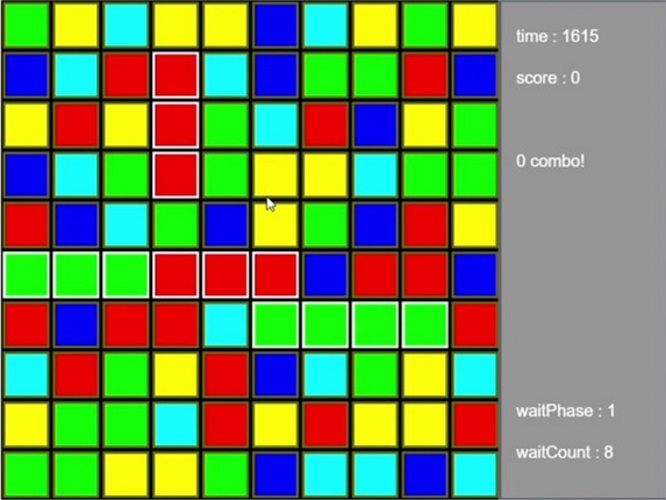 time : 1615
score : 0
0 combo!
waitPhase : 1
waitCount : 8